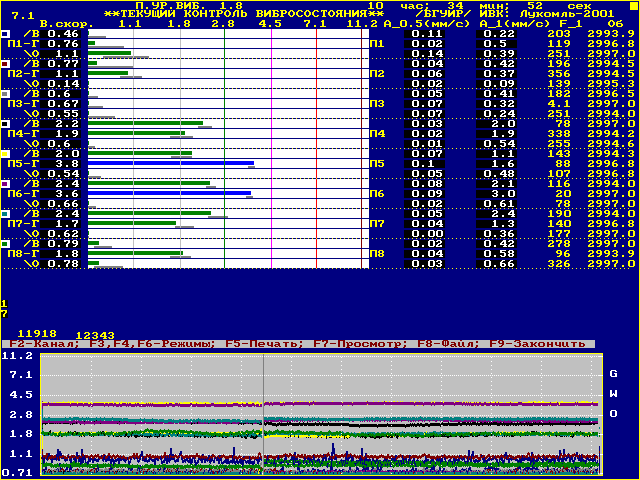 П.УР.ВИБ. 1.8 10 час: 34 мин: 52 сек
7.1 **ТЕКУЩИЙ КОНТРОЛЬ ВИБРОСОСТОЯНИЯ** /БГУИР/ ИВК: Лукомль-2001
В.скор. 1.1 1.8 2.8 4.5 7.1 11.2 A_0.5(мм/с) A_1(мм/с) F_1 Об
/В 0.46 0.11 0.22 203 2993.9
П1-Г 0.76 П1 0.02 0.5 119 2996.8
\О 1.1 0.14 0.39 251 2997.0
/В 0.77 0.04 0.42 196 2994.5
П2-Г 1.1 П2 0.06 0.37 356 2994.5
\О 0.14 0.02 0.09 139 2995.3
/В 0.6 0.05 0.41 182 2996.5
П3-Г 0.67 П3 0.07 0.32 4.1 2997.0
\О 0.55 0.07 0.24 251 2994.0
/В 2.2 0.03 2.0 78 2997.0
П4-Г 1.9 П4 0.02 1.9 338 2994.2
\О 0.6 0.01 0.54 255 2994.6
/В 2.0 0.07 1.1 143 2994.3
П5-Г 3.8 П5 0.1 1.6 88 2996.8
\О 0.54 0.05 0.48 107 2996.8
/В 2.4 0.08 2.1 116 2994.0
П6-Г 3.6 П6 0.09 3.0 20 2997.0
\О 0.66 0.02 0.61 78 2997.0
/В 2.4 0.05 2.4 190 2994.0
П7-Г 1.7 П7 0.04 1.3 140 2996.8
\О 0.62 0.00 0.36 177 2997.0
/В 0.79 0.02 0.42 278 2997.0
П8-Г 1.8 П8 0.04 0.58 96 2993.9
\О 0.78 0.03 0.66 326 2997.0
1
7
11918 12343
F2-Канал; F3,F4,F6-Режимы; F5-Печать; F7-Просмотр; F8-Файл; F9-Закончить
11.2
7.1 G
4.5 W
2.8 O
1.8
1.1
0.71